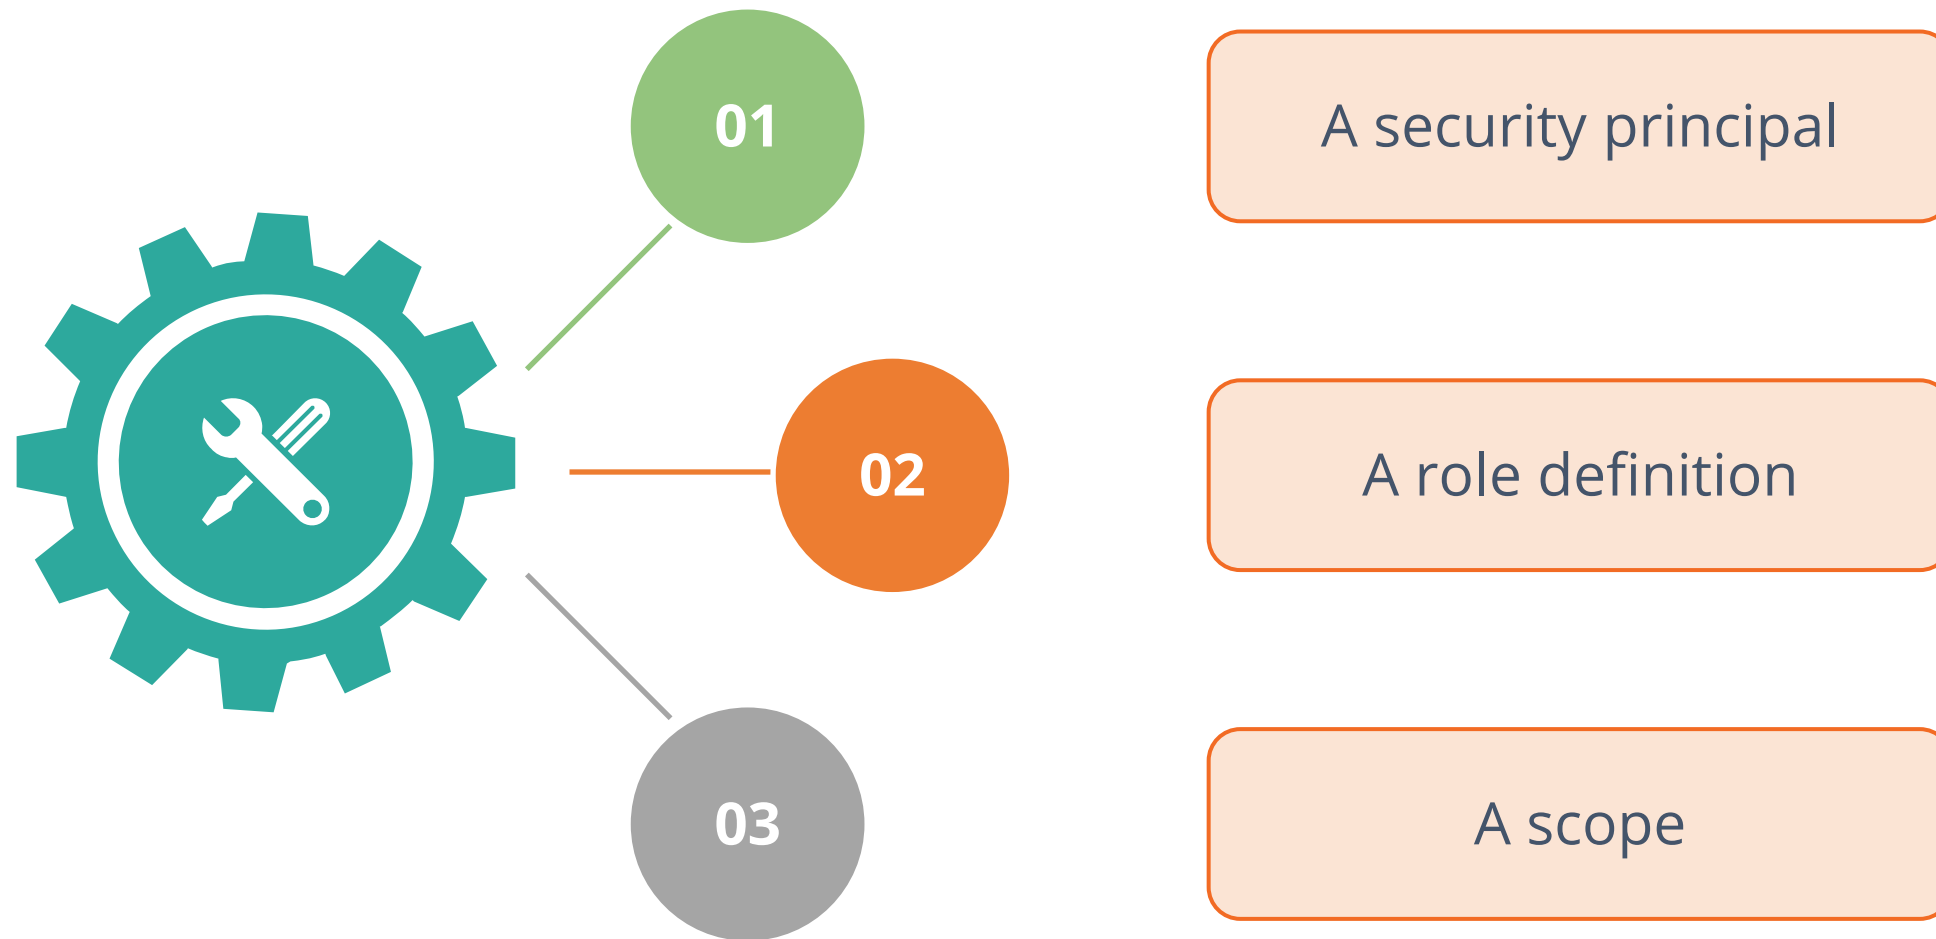 01
A security principal
02
A role definition
03
A scope